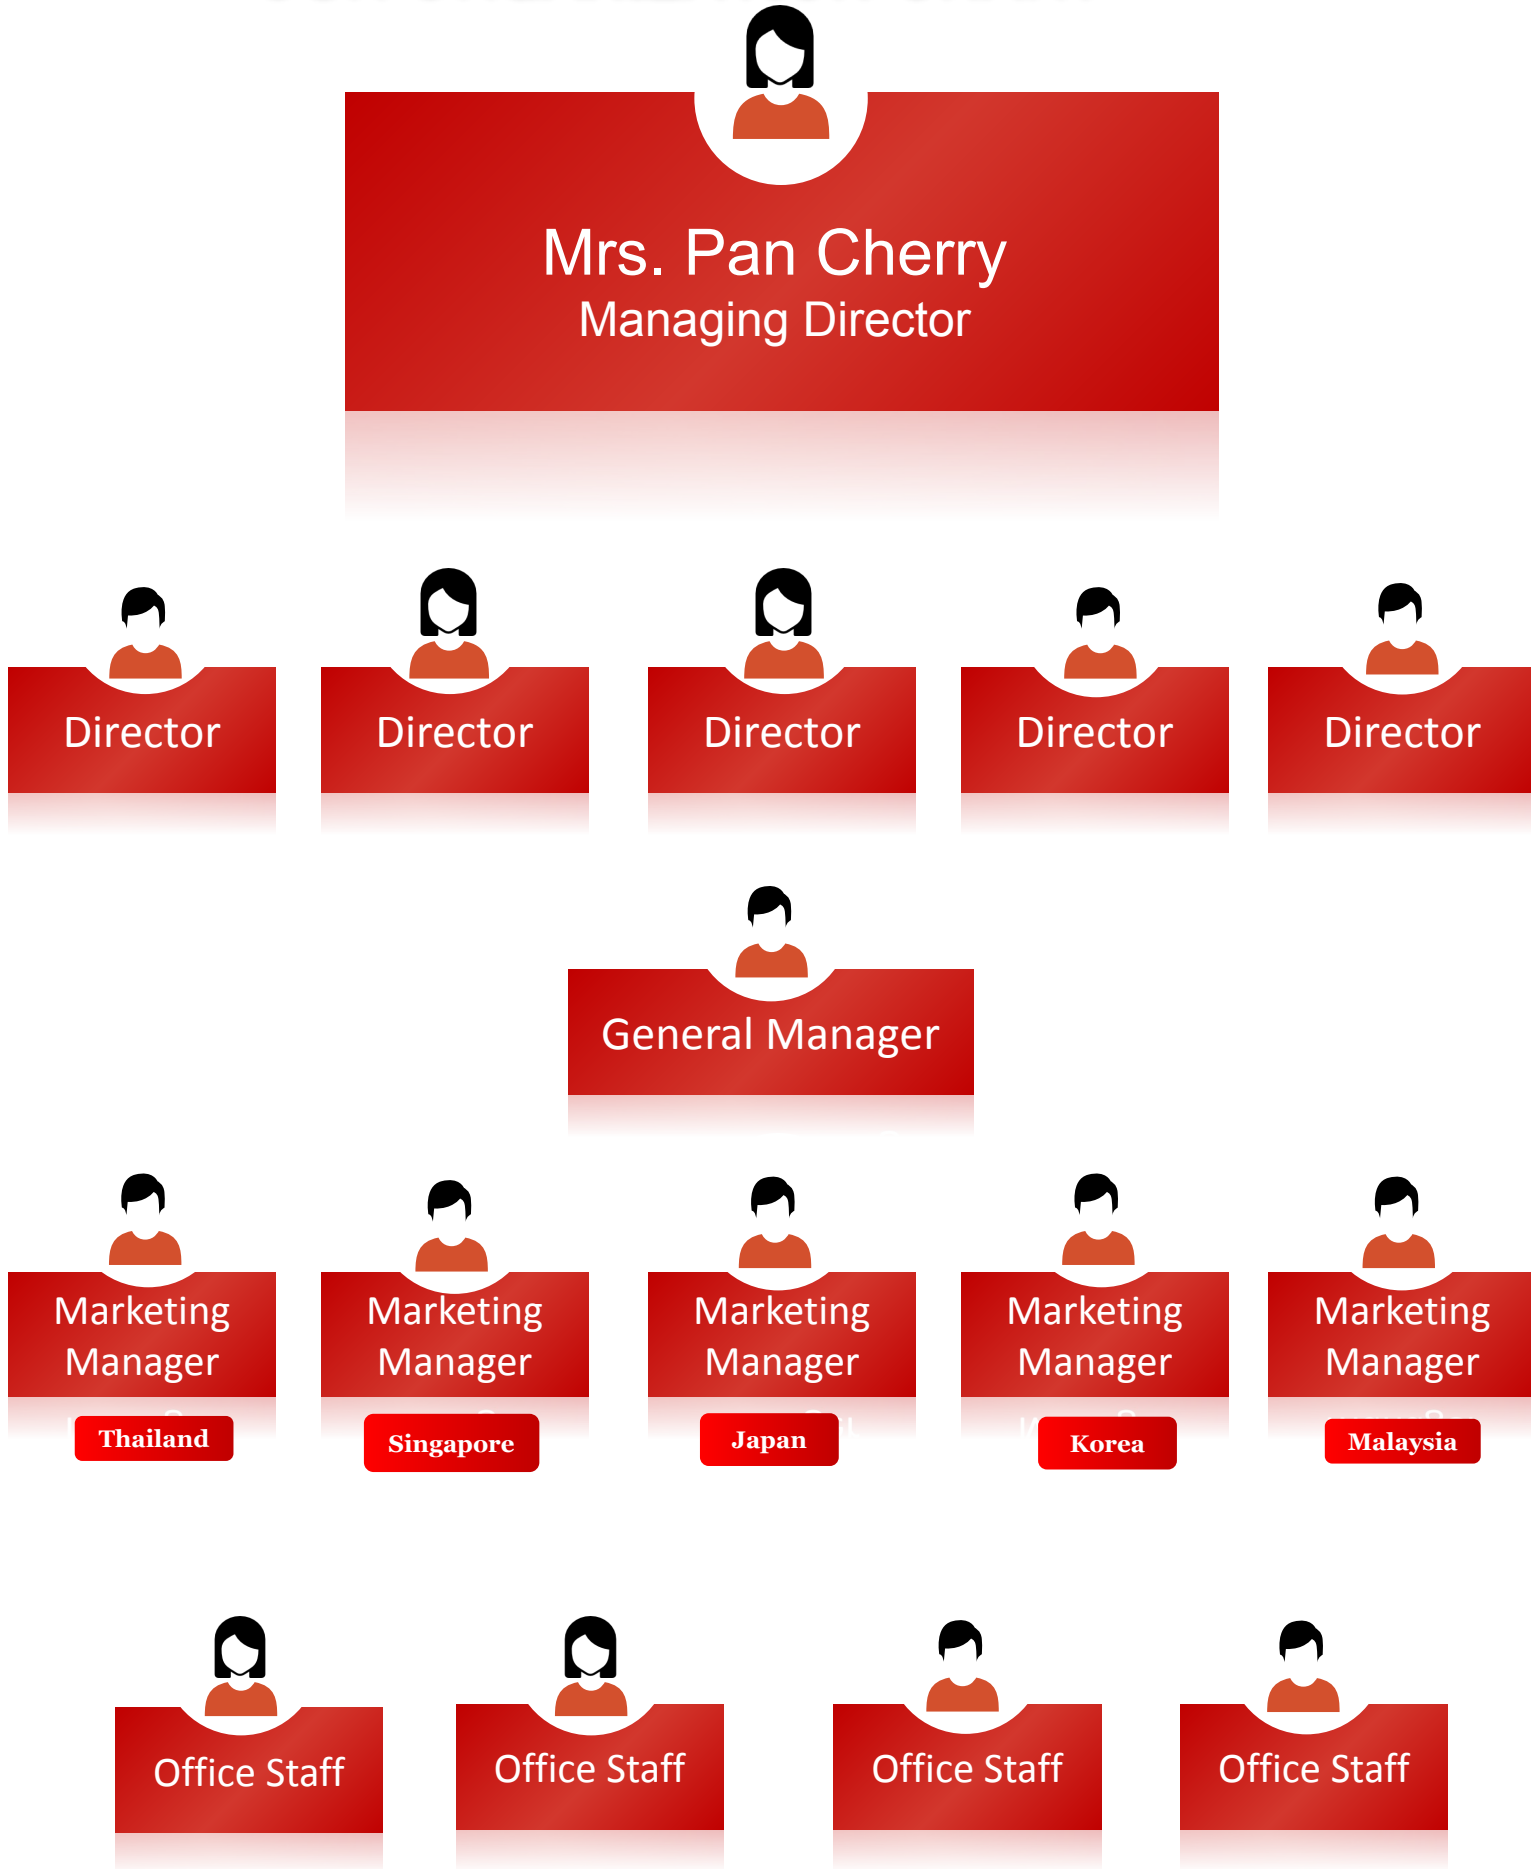 Mrs. Pan Cherry
Managing Director
Director
Director
Director
Director
Director
General Manager
Marketing
Manager
Thailand
Marketing
Manager
Singapore
Marketing
Manager
Japan
Marketing
Manager
Korea
Marketing
Manager
Malaysia
Office Staff
Office Staff
Office Staff
Office Staff